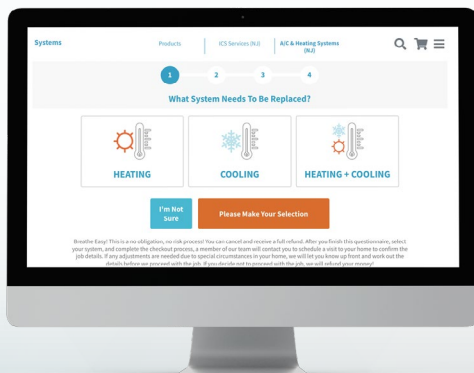 Systems
Products
ICS Services (NJ)
A/C & Heating Systems
(NJ)
1 2 3 4
What System Needs To Be Replaced?
HEATING
COOLING
HEATING + COOLING
I'm Not
Sure
Please Make Your Selection
Breathe Easy! This is a no obligation, no risk process! You can cancel and receive a full refund. After you finish this questionnaire, select
your system, and complete the checkout process, a member of our team will contact you to schedule a visit to your home to confirm the
job details. If any adjustments are needed due to special circumstances in your home, we will let you know up front and work out the
details before we proceed with the job. If you decide not to proceed with the job, we will refund your money!